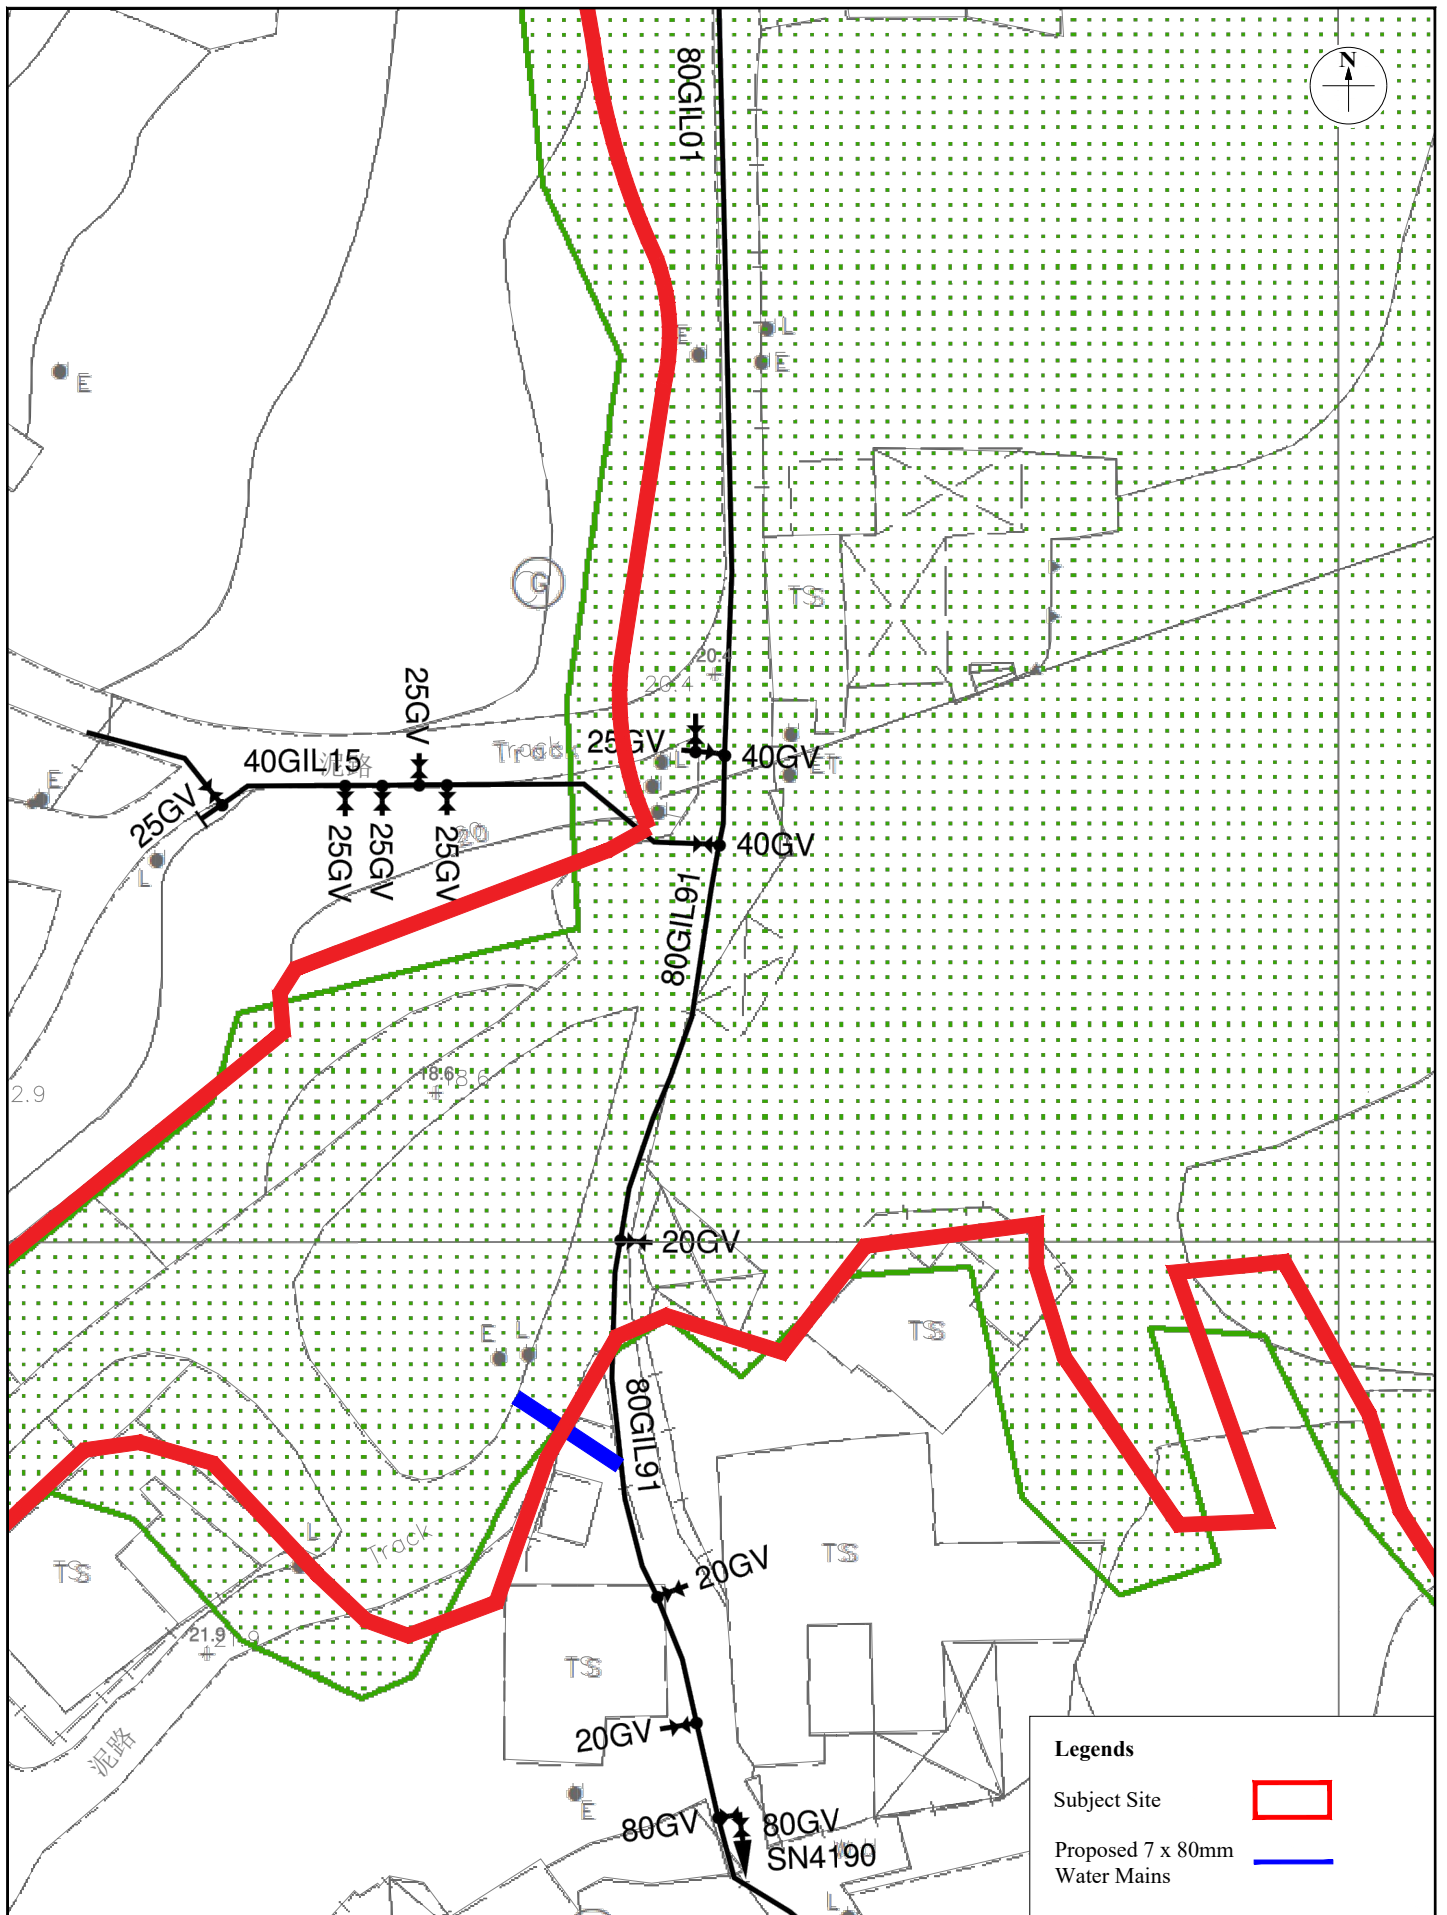 N
80GIL01
E
L
E
E
G
TS
20.4
20.4
25GV
40GIL15
泥路
Track
25GV
L
40GV
ET
E
25GV
25GV
25GV
25GV
20
40GV
L
80GIL91
18.6
18.6
2.9
20GV
E
L
TS
80GIL91
L
Track
TS
TS
20GV
21.9
21.9
TS
泥路
20GV
E
80GV
80GV
SN4190
L
Legends
Subject Site
Proposed 7 x 80mm
Water Mains